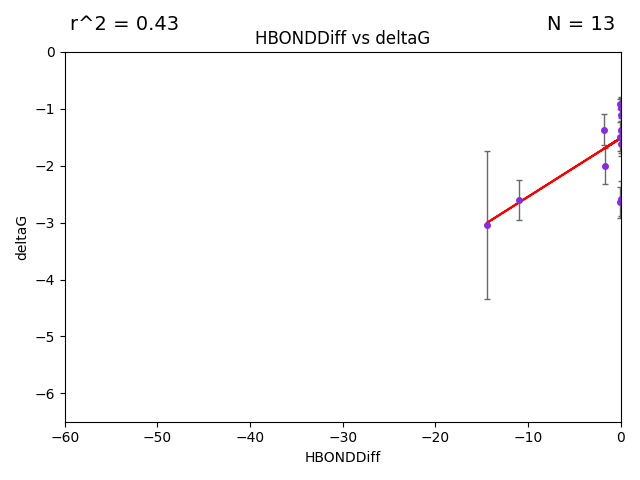 r^2 = 0.43
N = 13
HBONDDiff vs deltaG
0
−1
−2
−3
−4
−5
−6
deltaG
−60
−50
−40
−30
−20
−10
0
HBONDDiff